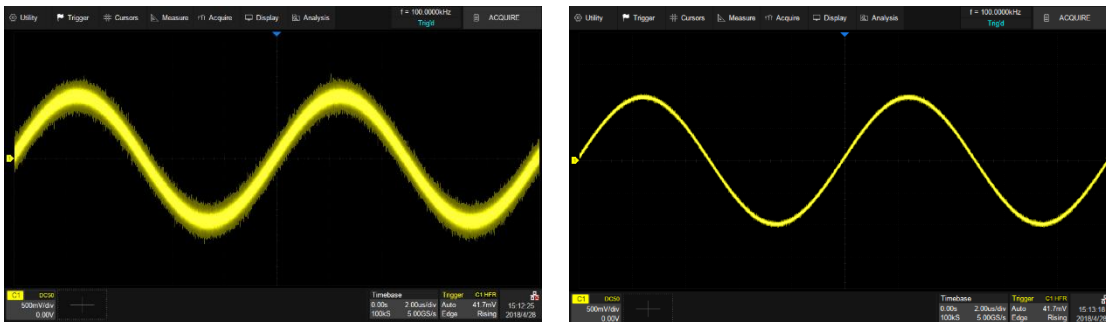 Utility Trigger Cursors Measure Acquire Display Analysis f = 100.0000kHz Trig'd ACQUIRE
C1 DC50
500mV/div
0.00V
Timebase
0.00s 2.00us/div
100kS 5.00GS/s
Trigger C1 HFR
Auto 41.7mV
Edge Rising
15:12:25
2018/4/28
Utility Trigger Cursors Measure Acquire Display Analysis f = 100.0000kHz Trig'd ACQUIRE
C1 DC50
500mV/div
0.00V
Timebase
0.00s 2.00us/div
100kS 5.00GS/s
Trigger C1 HFR
Auto 41.7mV
Edge Rising
15:13:18
2018/4/28